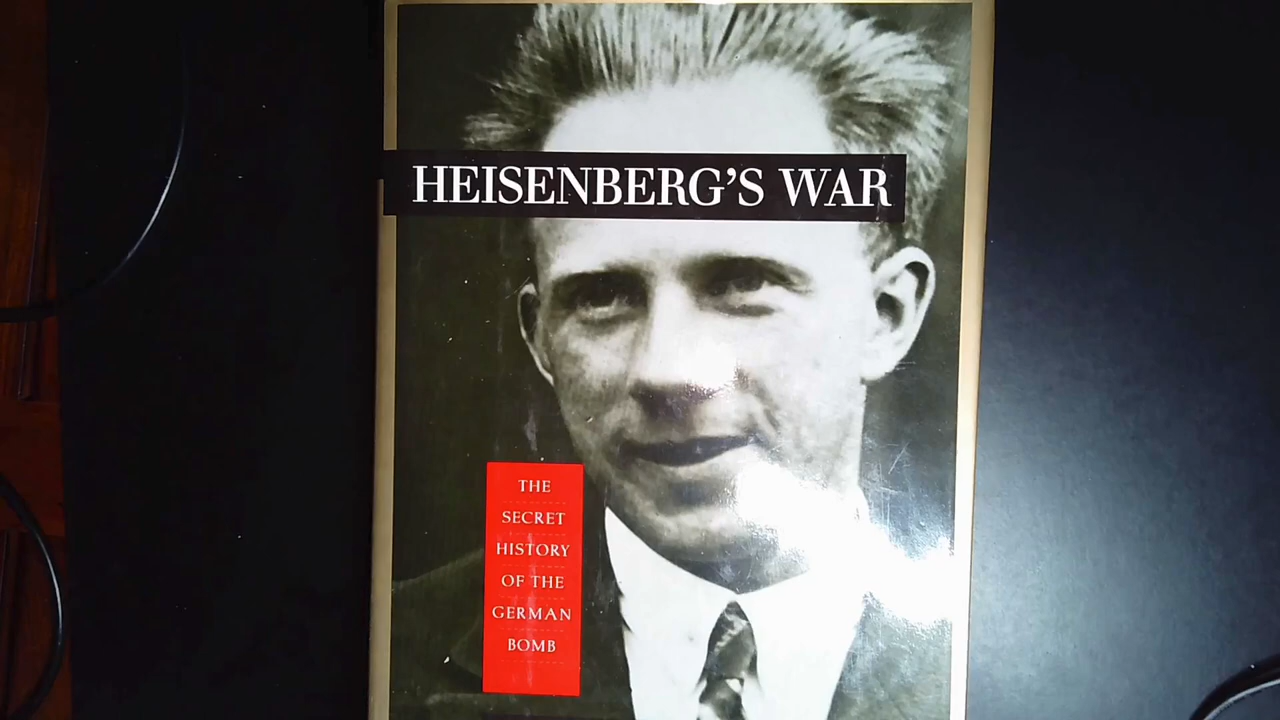 HEISENBERG'S WAR
THE
SECRET
HISTORY
OF THE
GERMAN
BOMB